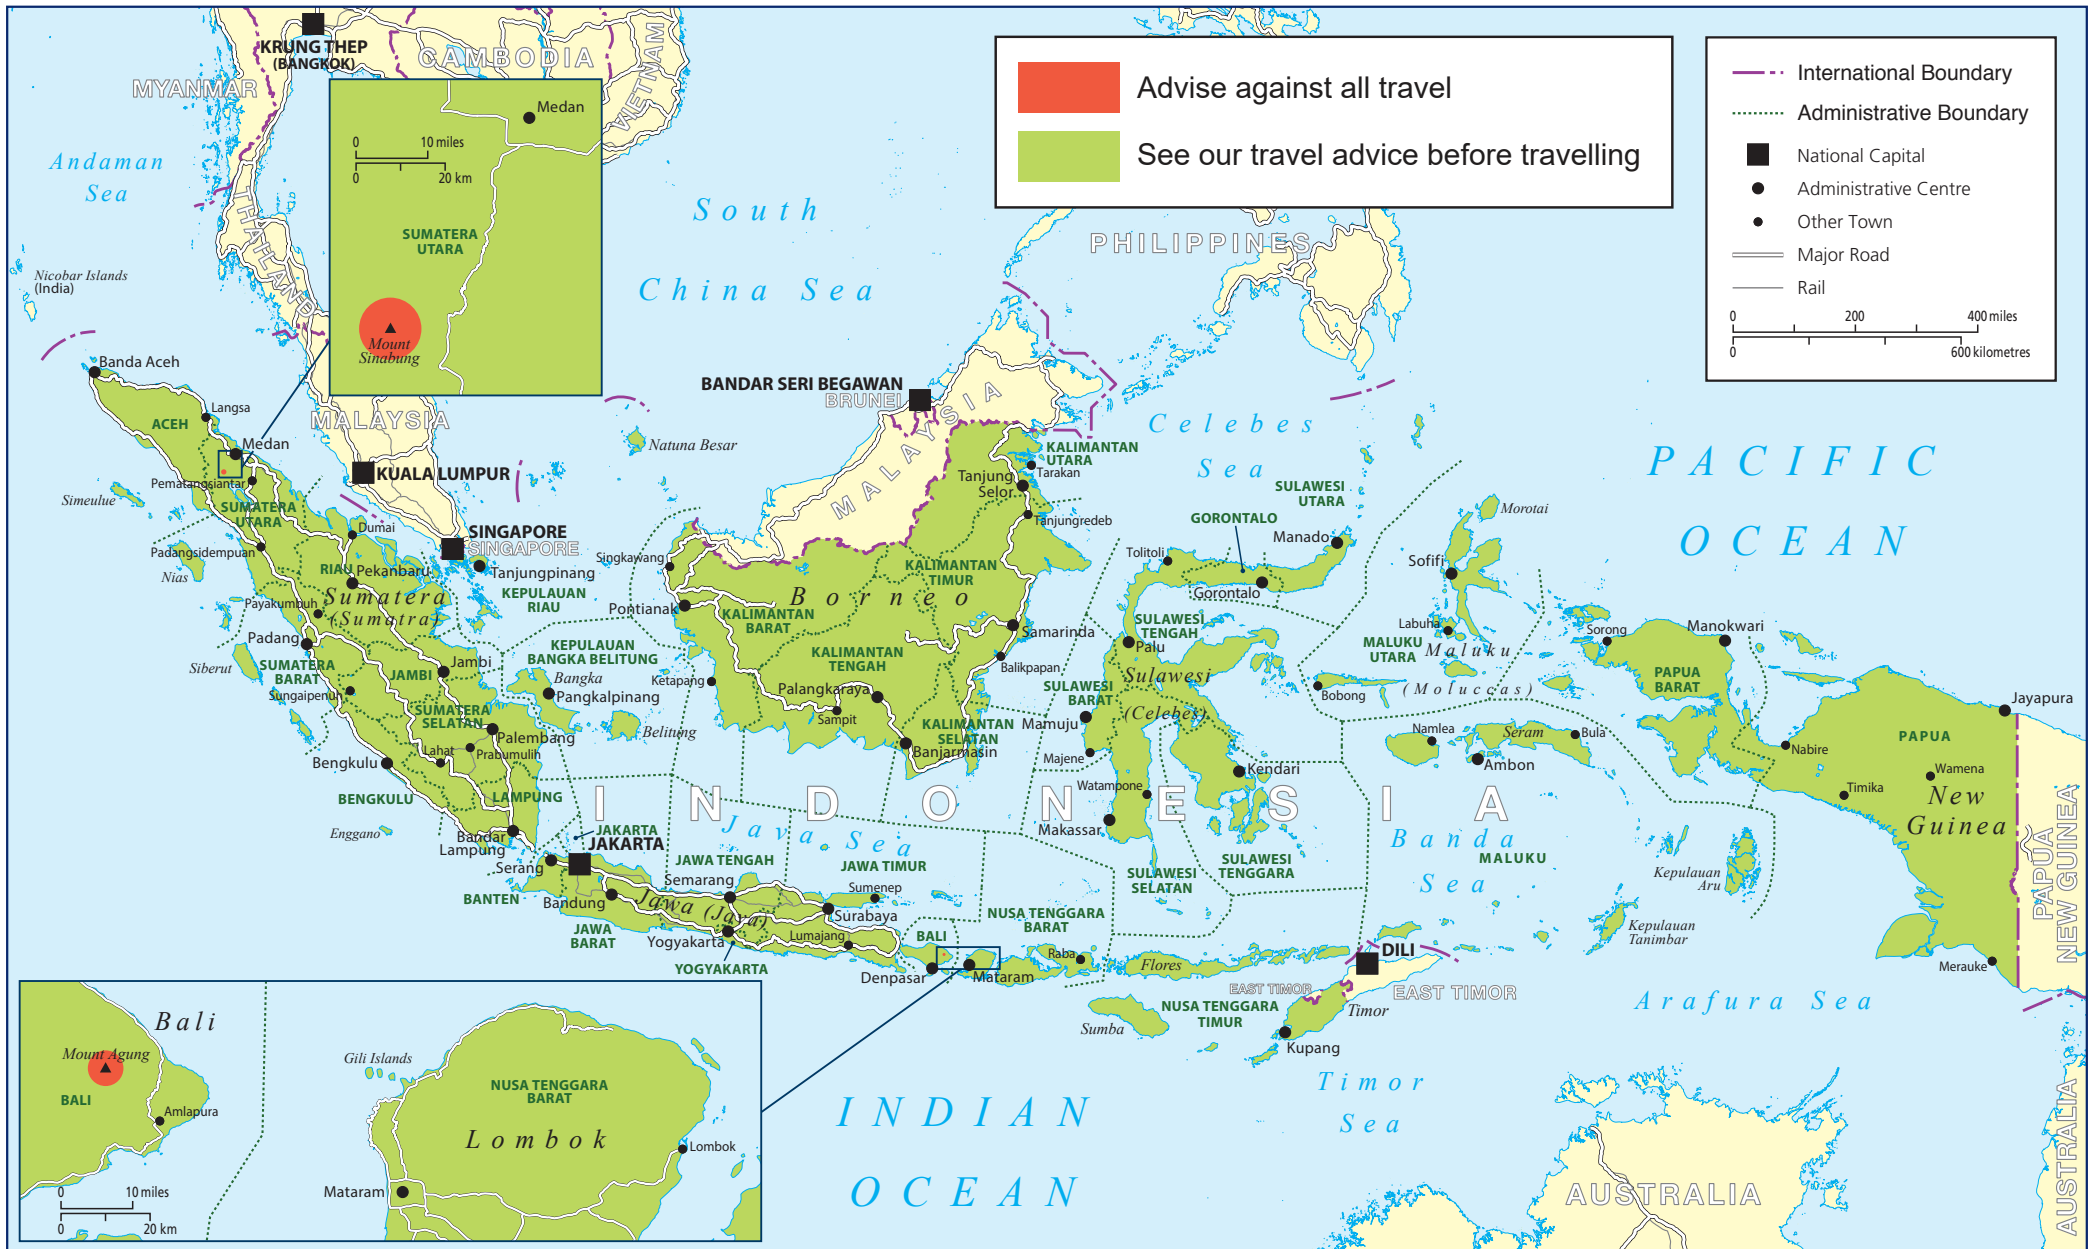 KRUNG THEP
(BANGKOK)
MYANMAR
CAMBODIA
VIETNAM
THAILAND
Andaman
Sea
Nicobar Islands
(India)
Medan
0 10 miles
0 20 km
SUMATERA
UTARA
Mount
Sinabung
South
China Sea
Advise against all travel
See our travel advice before travelling
International Boundary
Administrative Boundary
National Capital
Administrative Centre
Other Town
Major Road
Rail
0 200 400 miles
0 600 kilometres
PHILIPPINES
Banda Aceh
Langsa
ACEH
Medan
MALAYSIA
KUALA LUMPUR
Pematangsiantar
Simeulue
SUMATERA
UTARA
Dumai
Padangsidempuan
Nias
RIAU
Pekanbaru
SINGAPORE
SINGAPORE
Tanjungpinang
KEPULAUAN
RIAU
Sumatera
(Sumatra)
Payakumbuh
Padang
Siberut
SUMATERA
BARAT
Sungaipenuh
JAMBI
Jambi
SUMATERA
SELATAN
Palembang
Lahat
Prabumulih
Bengkulu
BENGKULU
LAMPUNG
Enggano
Bandar
Lampung
KEPULAUAN
BANGKA BELITUNG
Bangka
Pangkalpinang
Belitung
Natuna Besar
BANDAR SERI BEGAWAN
BRUNEI
MALAYSIA
Singkawang
Pontianak
Ketapang
KALIMANTAN
BARAT
Borneo
KALIMANTAN
TENGAH
Palangkaraya
Sampit
KALIMANTAN
SELATAN
Banjarmasin
KALIMANTAN
TIMUR
Samarinda
Balikpapan
KALIMANTAN
UTARA
Tarakan
Tanjung
Selor
Tanjungredeb
Celebes
Sea
SULAWESI
UTARA
GORONTALO
Manado
Tolitoli
Gorontalo
SULAWESI
TENGAH
Palu
Sulawesi
(Celebes)
SULAWESI
BARAT
Mamuju
Majene
Watampone
Makassar
Kendari
SULAWESI
SELATAN
SULAWESI
TENGGARA
PACIFIC
OCEAN
Morotai
Sofifi
Labuha
MALUKU
UTARA
Maluku
(Moluccas)
Bobong
Namlea
Seram
Bula
Ambon
Banda
Sea
MALUKU
Sorong
Manokwari
PAPUA
BARAT
Jayapura
PAPUA
Nabire
Wamena
Timika
New
Guinea
PAPUA
NEW GUINEA
Kepulauan
Aru
Kepulauan
Tanimbar
Merauke
Arafura Sea
INDONESIA
Java Sea
JAKARTA
JAKARTA
Serang
BANTEN
Bandung
JAWA
BARAT
JAWA TENGAH
Semarang
Jawa (Java)
Yogyakarta
YOGYAKARTA
JAWA TIMUR
Sumenep
Surabaya
Lumajang
BALI
Denpasar
Mataram
NUSA TENGGARA
BARAT
Raba
Flores
Sumba
NUSA TENGGARA
TIMUR
DILI
EAST TIMOR
EAST TIMOR
Timor
Kupang
Timor
Sea
INDIAN
OCEAN
AUSTRALIA
AUSTRALIA
Bali
Mount Agung
BALI
Amlapura
0 10 miles
0 20 km
Gili Islands
NUSA TENGGARA
BARAT
Lombok
Lombok
Mataram